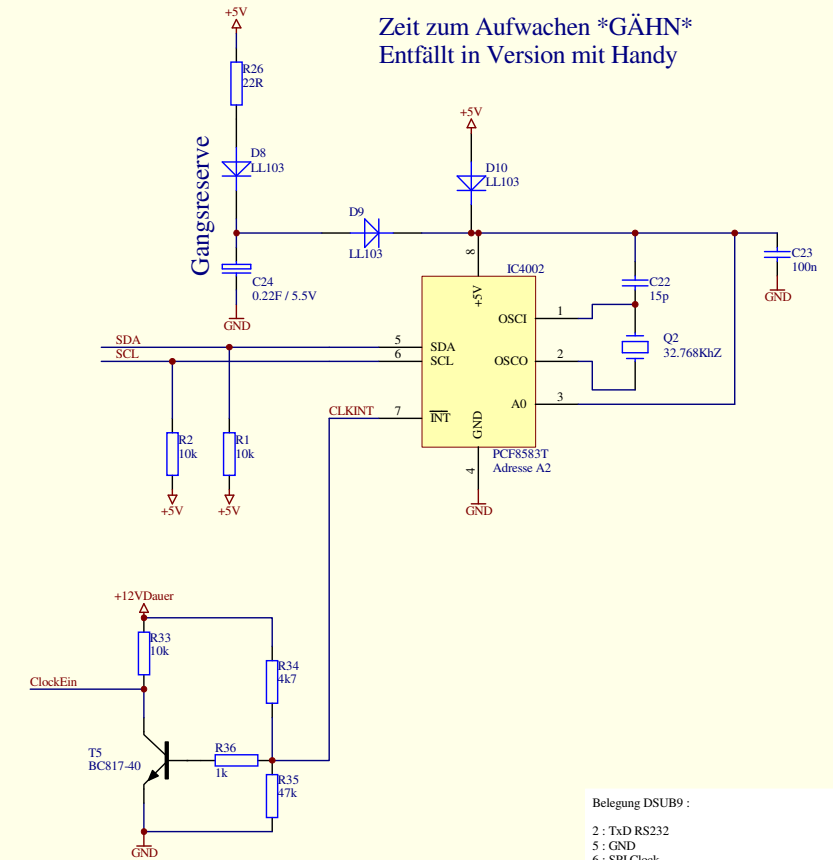 Zeit zum Aufwachen *GÄHN*
Entfällt in Version mit Handy
+5V
R26
22R
D8
LL103
Gangsreserve
C24
0.22F / 5.5V
GND
D9
LL103
+5V
D10
LL103
IC4002
8
+5V
OSCI
1
OSCO
2
A0
3
5
SDA
6
SCL
7
INT
GND
4
PCF8583T
Adresse A2
GND
C22
15p
Q2
32.768KhZ
C23
100n
GND
SDA
SCL
CLKINT
R2
10k
R1
10k
+5V
+5V
+12VDauer
R33
10k
R34
4k7
ClockEin
T5
BC817-40
R36
1k
R35
47k
GND
Belegung DSUB9 :
2 : TxD RS232
5 : GND
6 : SPI Clock